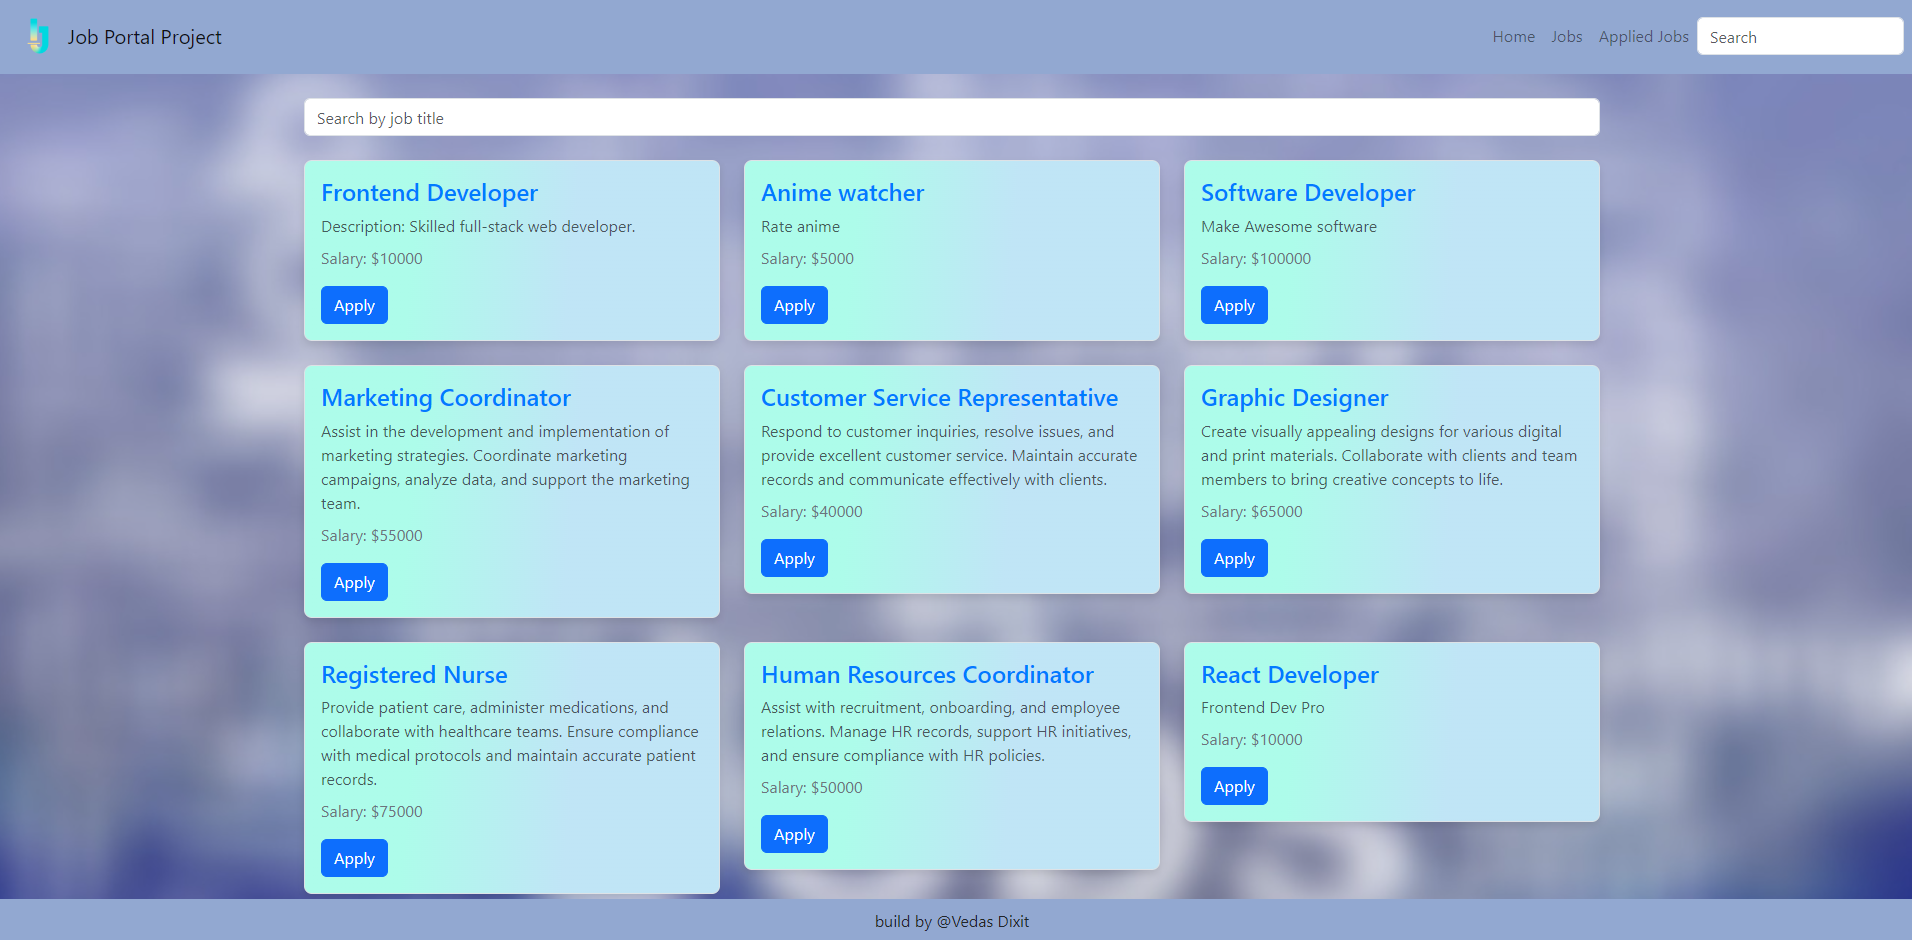 Job Portal Project
Home Jobs Applied Jobs Search
Search by job title
Frontend Developer
Description: Skilled full-stack web developer.
Salary: $10000
Apply
Anime watcher
Rate anime
Salary: $5000
Apply
Software Developer
Make Awesome software
Salary: $100000
Apply
Marketing Coordinator
Assist in the development and implementation of
marketing strategies. Coordinate marketing
campaigns, analyze data, and support the marketing
team.
Salary: $55000
Apply
Customer Service Representative
Respond to customer inquiries, resolve issues, and
provide excellent customer service. Maintain accurate
records and communicate effectively with clients.
Salary: $40000
Apply
Graphic Designer
Create visually appealing designs for various digital
and print materials. Collaborate with clients and team
members to bring creative concepts to life.
Salary: $65000
Apply
Registered Nurse
Provide patient care, administer medications, and
collaborate with healthcare teams. Ensure compliance
with medical protocols and maintain accurate patient
records.
Salary: $75000
Apply
Human Resources Coordinator
Assist with recruitment, onboarding, and employee
relations. Manage HR records, support HR initiatives,
and ensure compliance with HR policies.
Salary: $50000
Apply
React Developer
Frontend Dev Pro
Salary: $10000
Apply
build by @Vedas Dixit